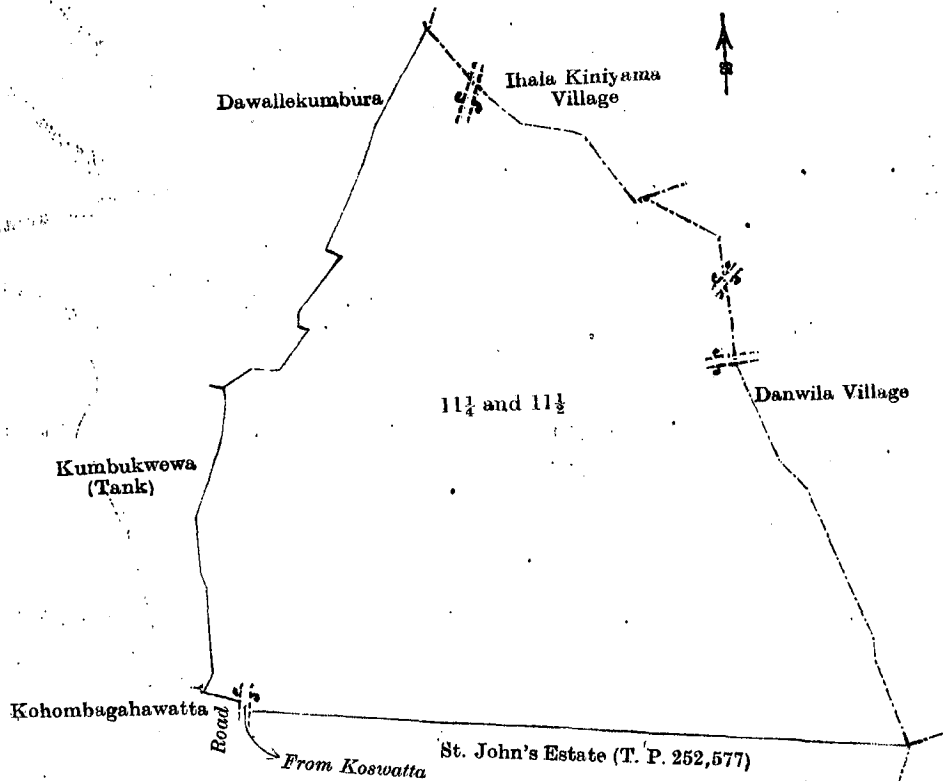 Dawallekumbura
Ihala Kiniyama
Village
11¼ and 11½
Danwila Village
Kumbukwewa
(Tank)
Kohombagahawatta
Road
From Koswatta
St. John's Estate (T. P. 252,577)